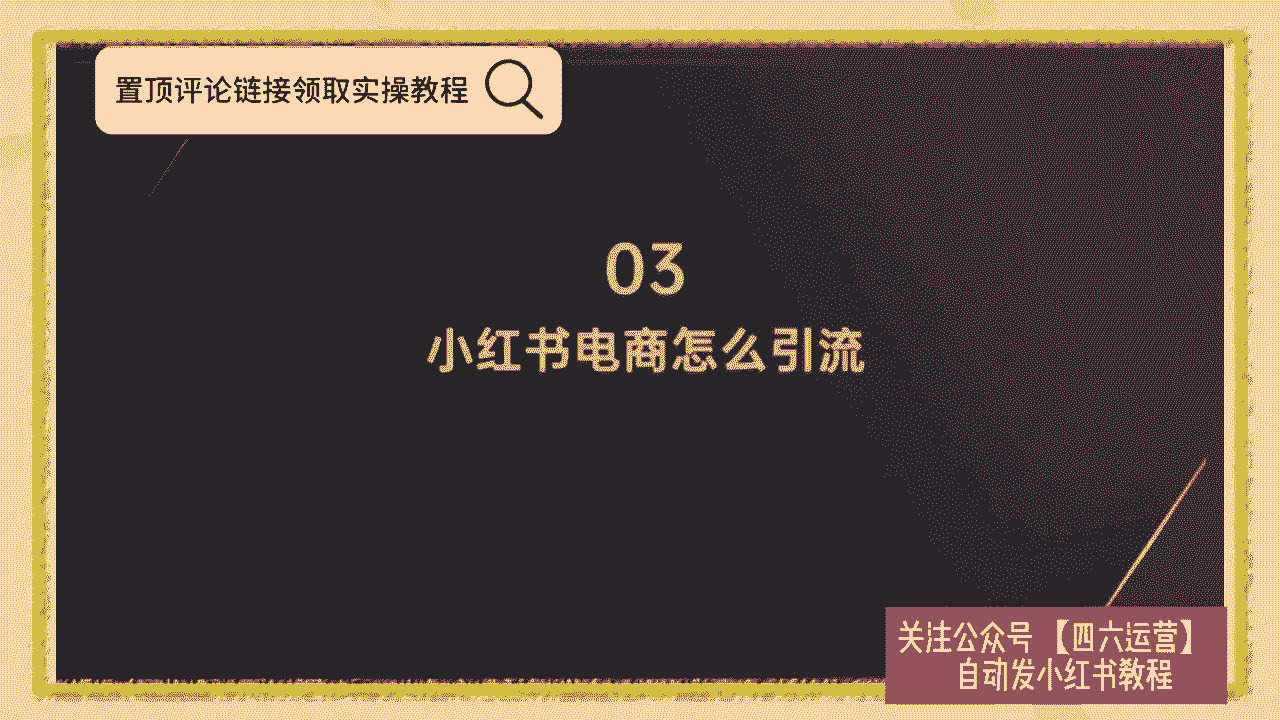 置顶评论链接领取实操教程
03
小红书电商怎么引流
关注公众号【四六运营】
自动发小红书教程